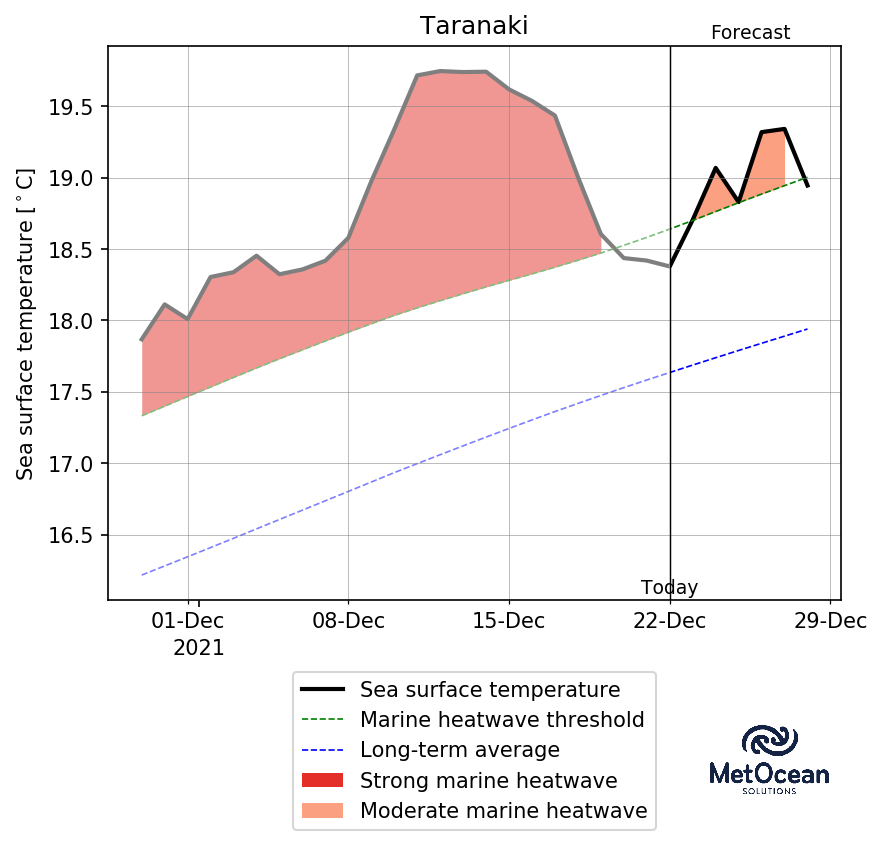 Taranaki
Forecast
Sea surface temperature [°C]
19.5
19.0
18.5
18.0
17.5
17.0
16.5
Today
01-Dec 08-Dec 15-Dec 22-Dec 29-Dec
2021
Sea surface temperature
Marine heatwave threshold
Long-term average
Strong marine heatwave
Moderate marine heatwave
MetOcean
SOLUTIONS